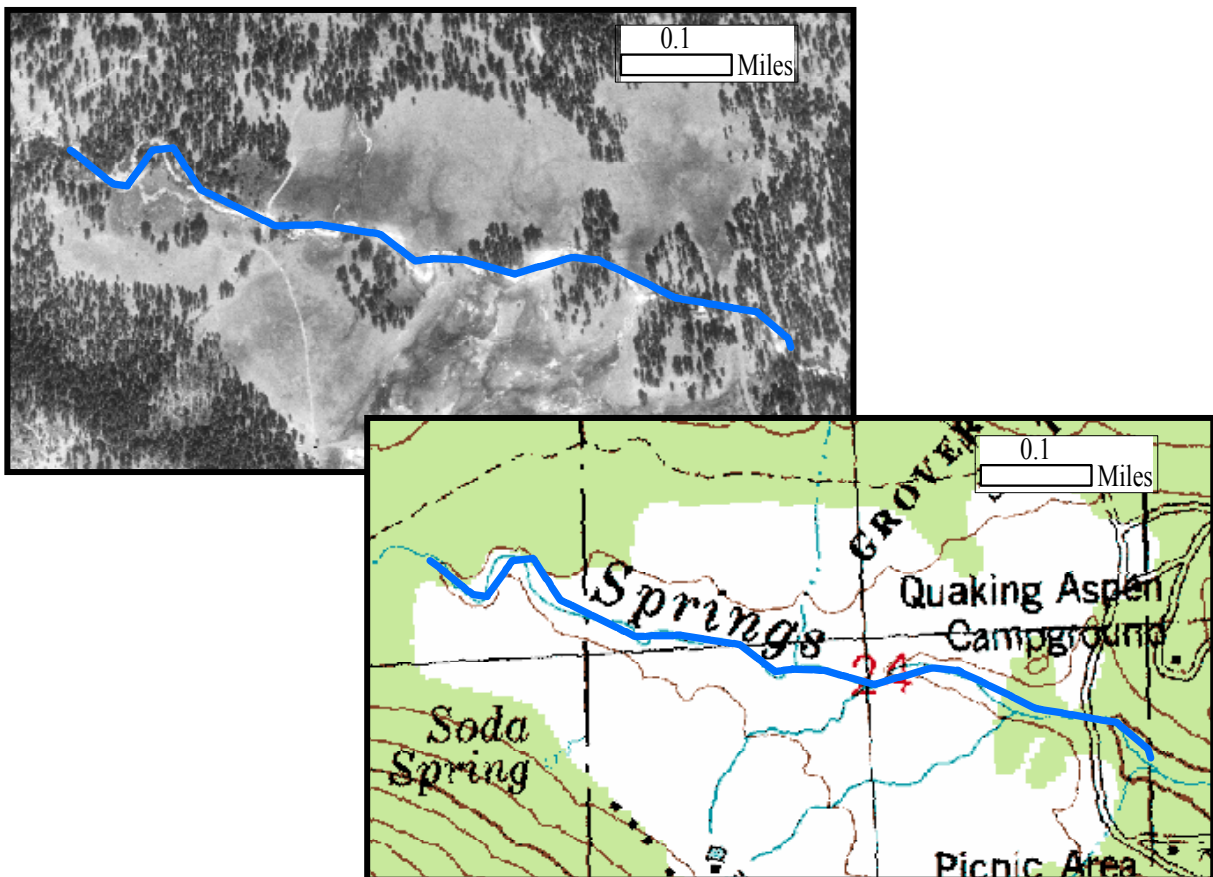 0.1
Miles
GROVER
0.1
Miles
Springs
Quaking Aspen
Campground
24
Soda
Spring
Picnic Area